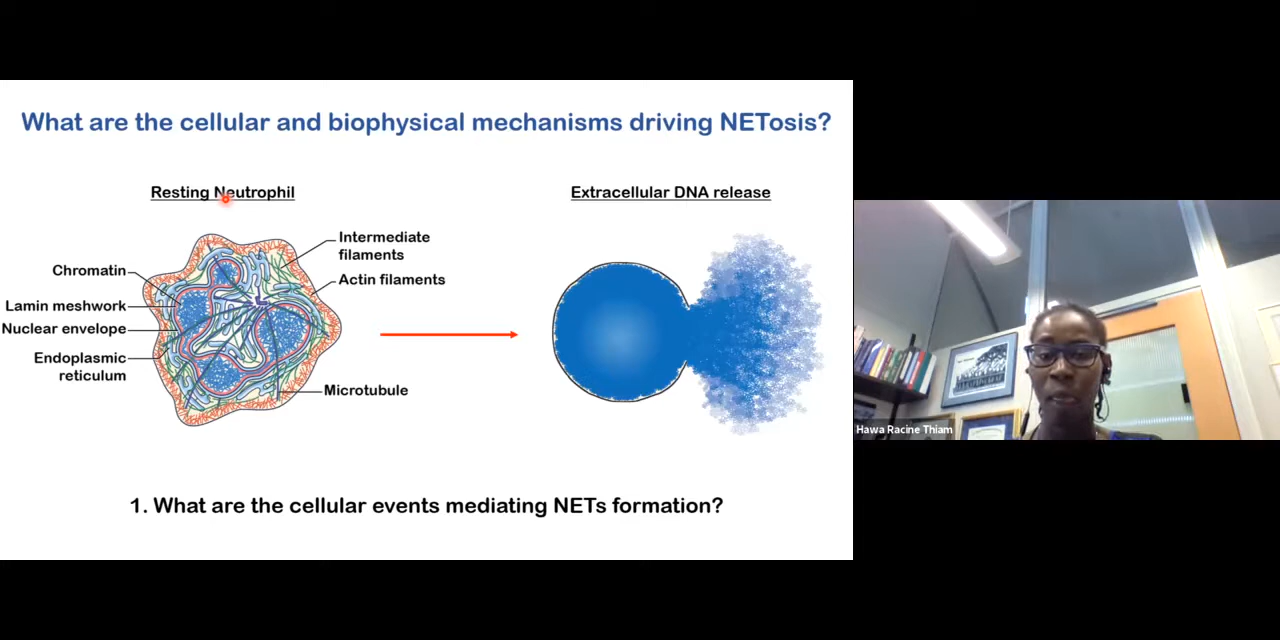 What are the cellular and biophysical mechanisms driving NETosis?
Resting Neutrophil
Extracellular DNA release
Intermediate
filaments
Chromatin
Actin filaments
Lamin meshwork
Nuclear envelope
Endoplasmic
reticulum
Microtubule
Hawa Racine Thiam
1. What are the cellular events mediating NETs formation?